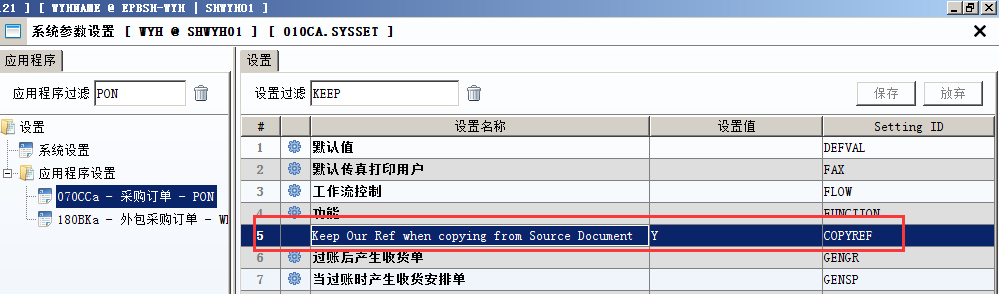 .21 ] [ WYHNAME @ EPBSH-WYH | SHWYH01 ]
系统参数设置 [ WYH @ SHWYH01 ] [ 010CA.SYSSET ]
应用程序
设置
应用程序过滤 PON
设置过滤 KEEP
保存 放弃
设置
系统设置
应用程序设置
070CCa - 采购订单 - PON
180BKa - 外包采购订单 - W
# 设置名称 设置值 Setting ID
1 默认值 DEFVAL
2 默认传真打印用户 FAX
3 工作流控制 FLOW
4 功能 FUNCTION
5 Keep Our Ref when copying from Source Document Y COPYREF
6 过账后产生收货单 GENGR
7 当过账时产生收货安排单 GENSP